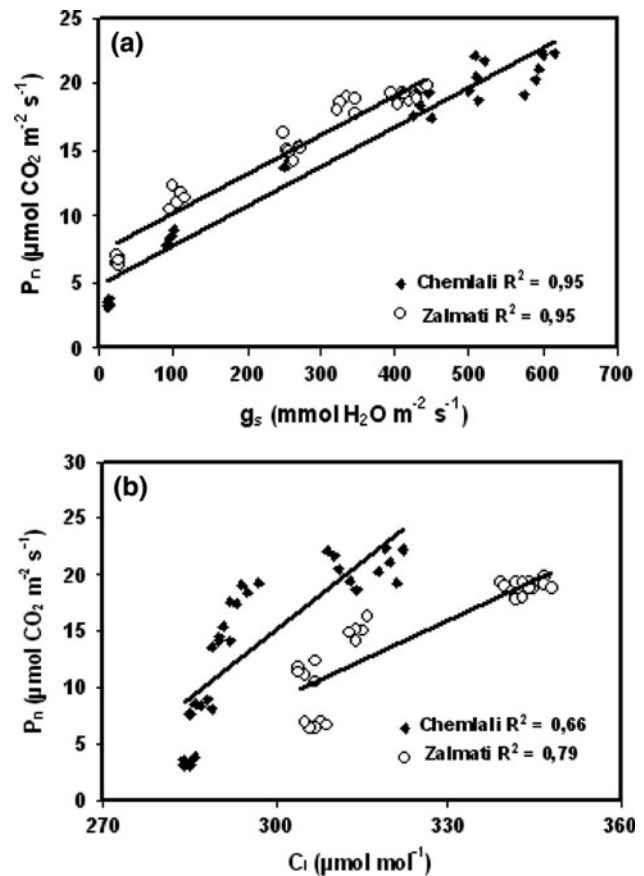 (a)
25
20
15
10
5
0
Pn (µmol CO2 m-2 s-1)
Chemlali R2 = 0,95
Zalmati R2 = 0,95
0 100 200 300 400 500 600 700
gs (mmol H2O m-2 s-1)
(b)
30
25
20
15
10
5
0
Pn (µmol CO2 m-2 s-1)
Chemlali R2 = 0,66
Zalmati R2 = 0,79
270 300 330 360
CI (µmol mol-1)